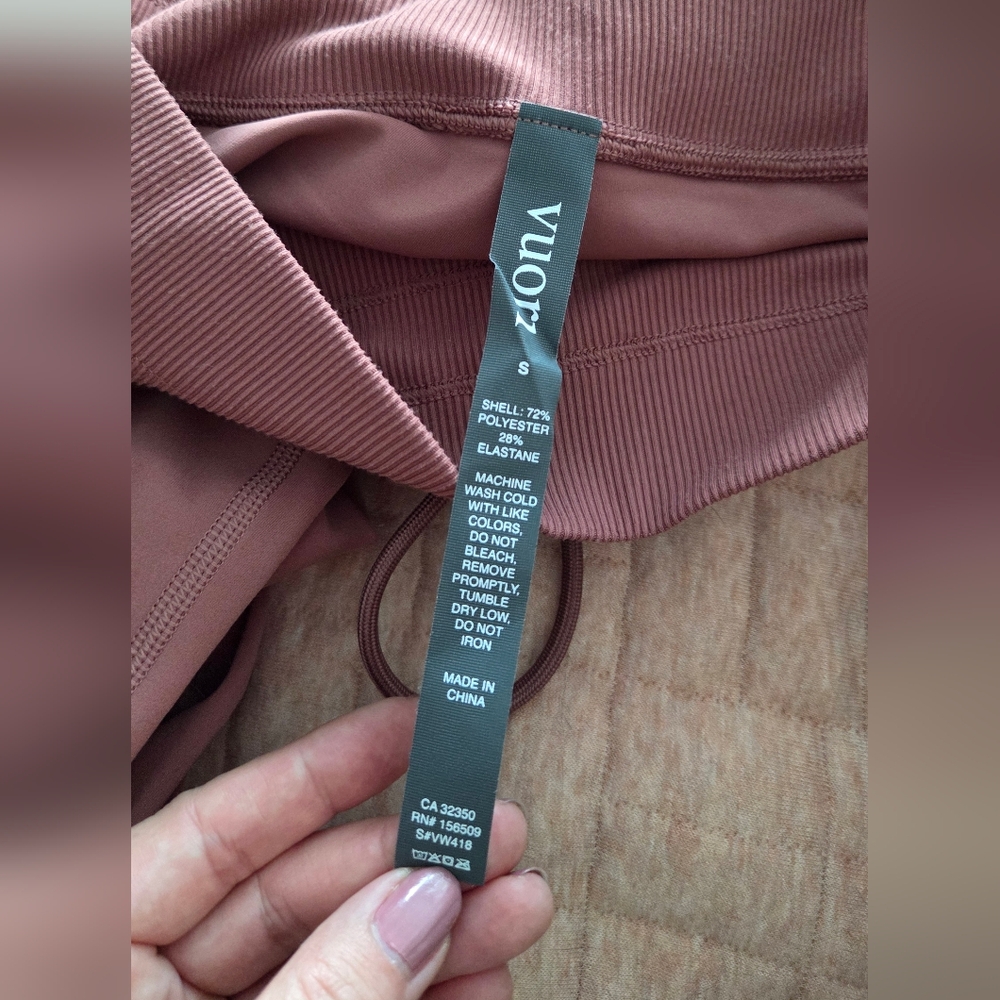 vuori
S
SHELL: 72%
POLYESTER
28%
ELASTANE
MACHINE
WASH COLD
WITH LIKE
COLORS,
DO NOT
BLEACH,
REMOVE
PROMPTLY,
TUMBLE
DRY LOW,
DO NOT
IRON
MADE IN
CHINA
CA 32350
RN# 156509
S#VW418